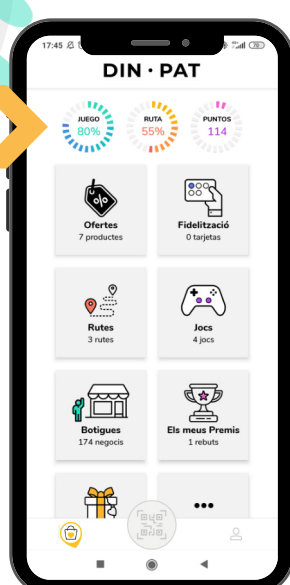 17:45
DIN · PAT
JUEGO
80%
RUTA
55%
PUNTOS
114
%
Ofertes
7 productes
Fidelització
0 tarjetas
Rutes
3 rutes
Jocs
4 jocs
Botigues
174 negocis
Els meus Premis
1 rebuts